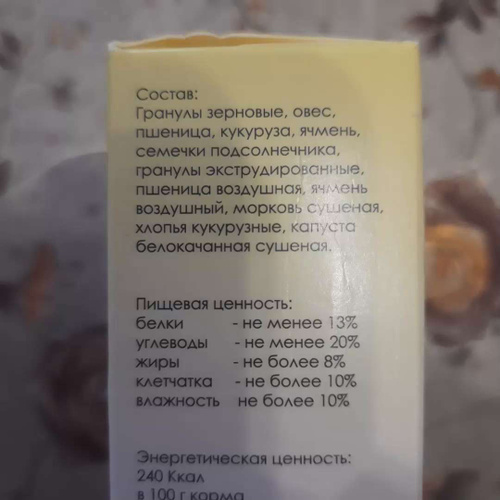 Состав:
Гранулы зерновые, овес,
пшеница, кукуруза, ячмень,
семечки подсолнечника,
гранулы экструдированные,
пшеница воздушная, ячмень
воздушный, морковь сушеная,
хлопья кукурузные, капуста
белокачанная сушеная.
Пищевая ценность:
белки - не менее 13%
углеводы - не менее 20%
жиры - не более 8%
клетчатка - не более 10%
влажность не более 10%
Энергетическая ценность:
240 Ккал
в 100 г корма